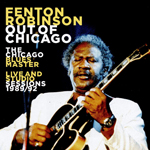 FENTON
ROBINSON
OUT OF
CHICAGO
THE
CHICAGO
BLUES
MASTER
LIVE AND
STUDIO
SESSIONS
1989/92